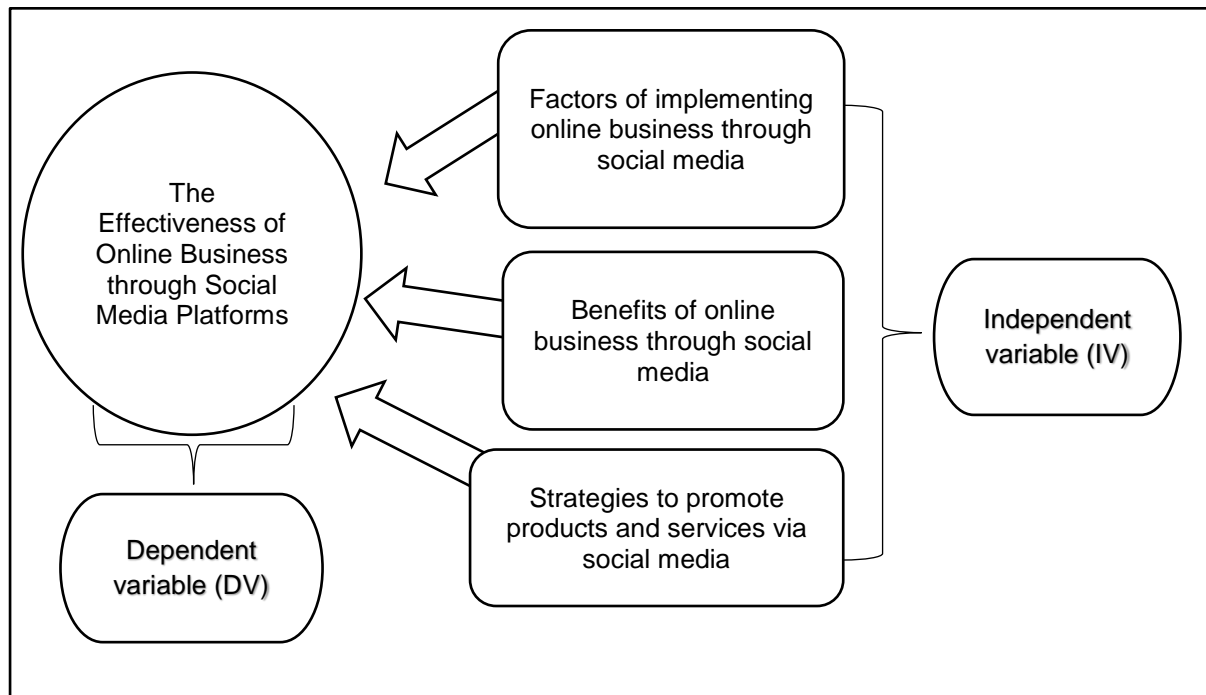 The
Effectiveness of
Online Business
through Social
Media Platforms
Dependent
variable (DV)
Factors of implementing
online business through
social media
Benefits of online
business through social
media
Strategies to promote
products and services via
social media
Independent
variable (IV)